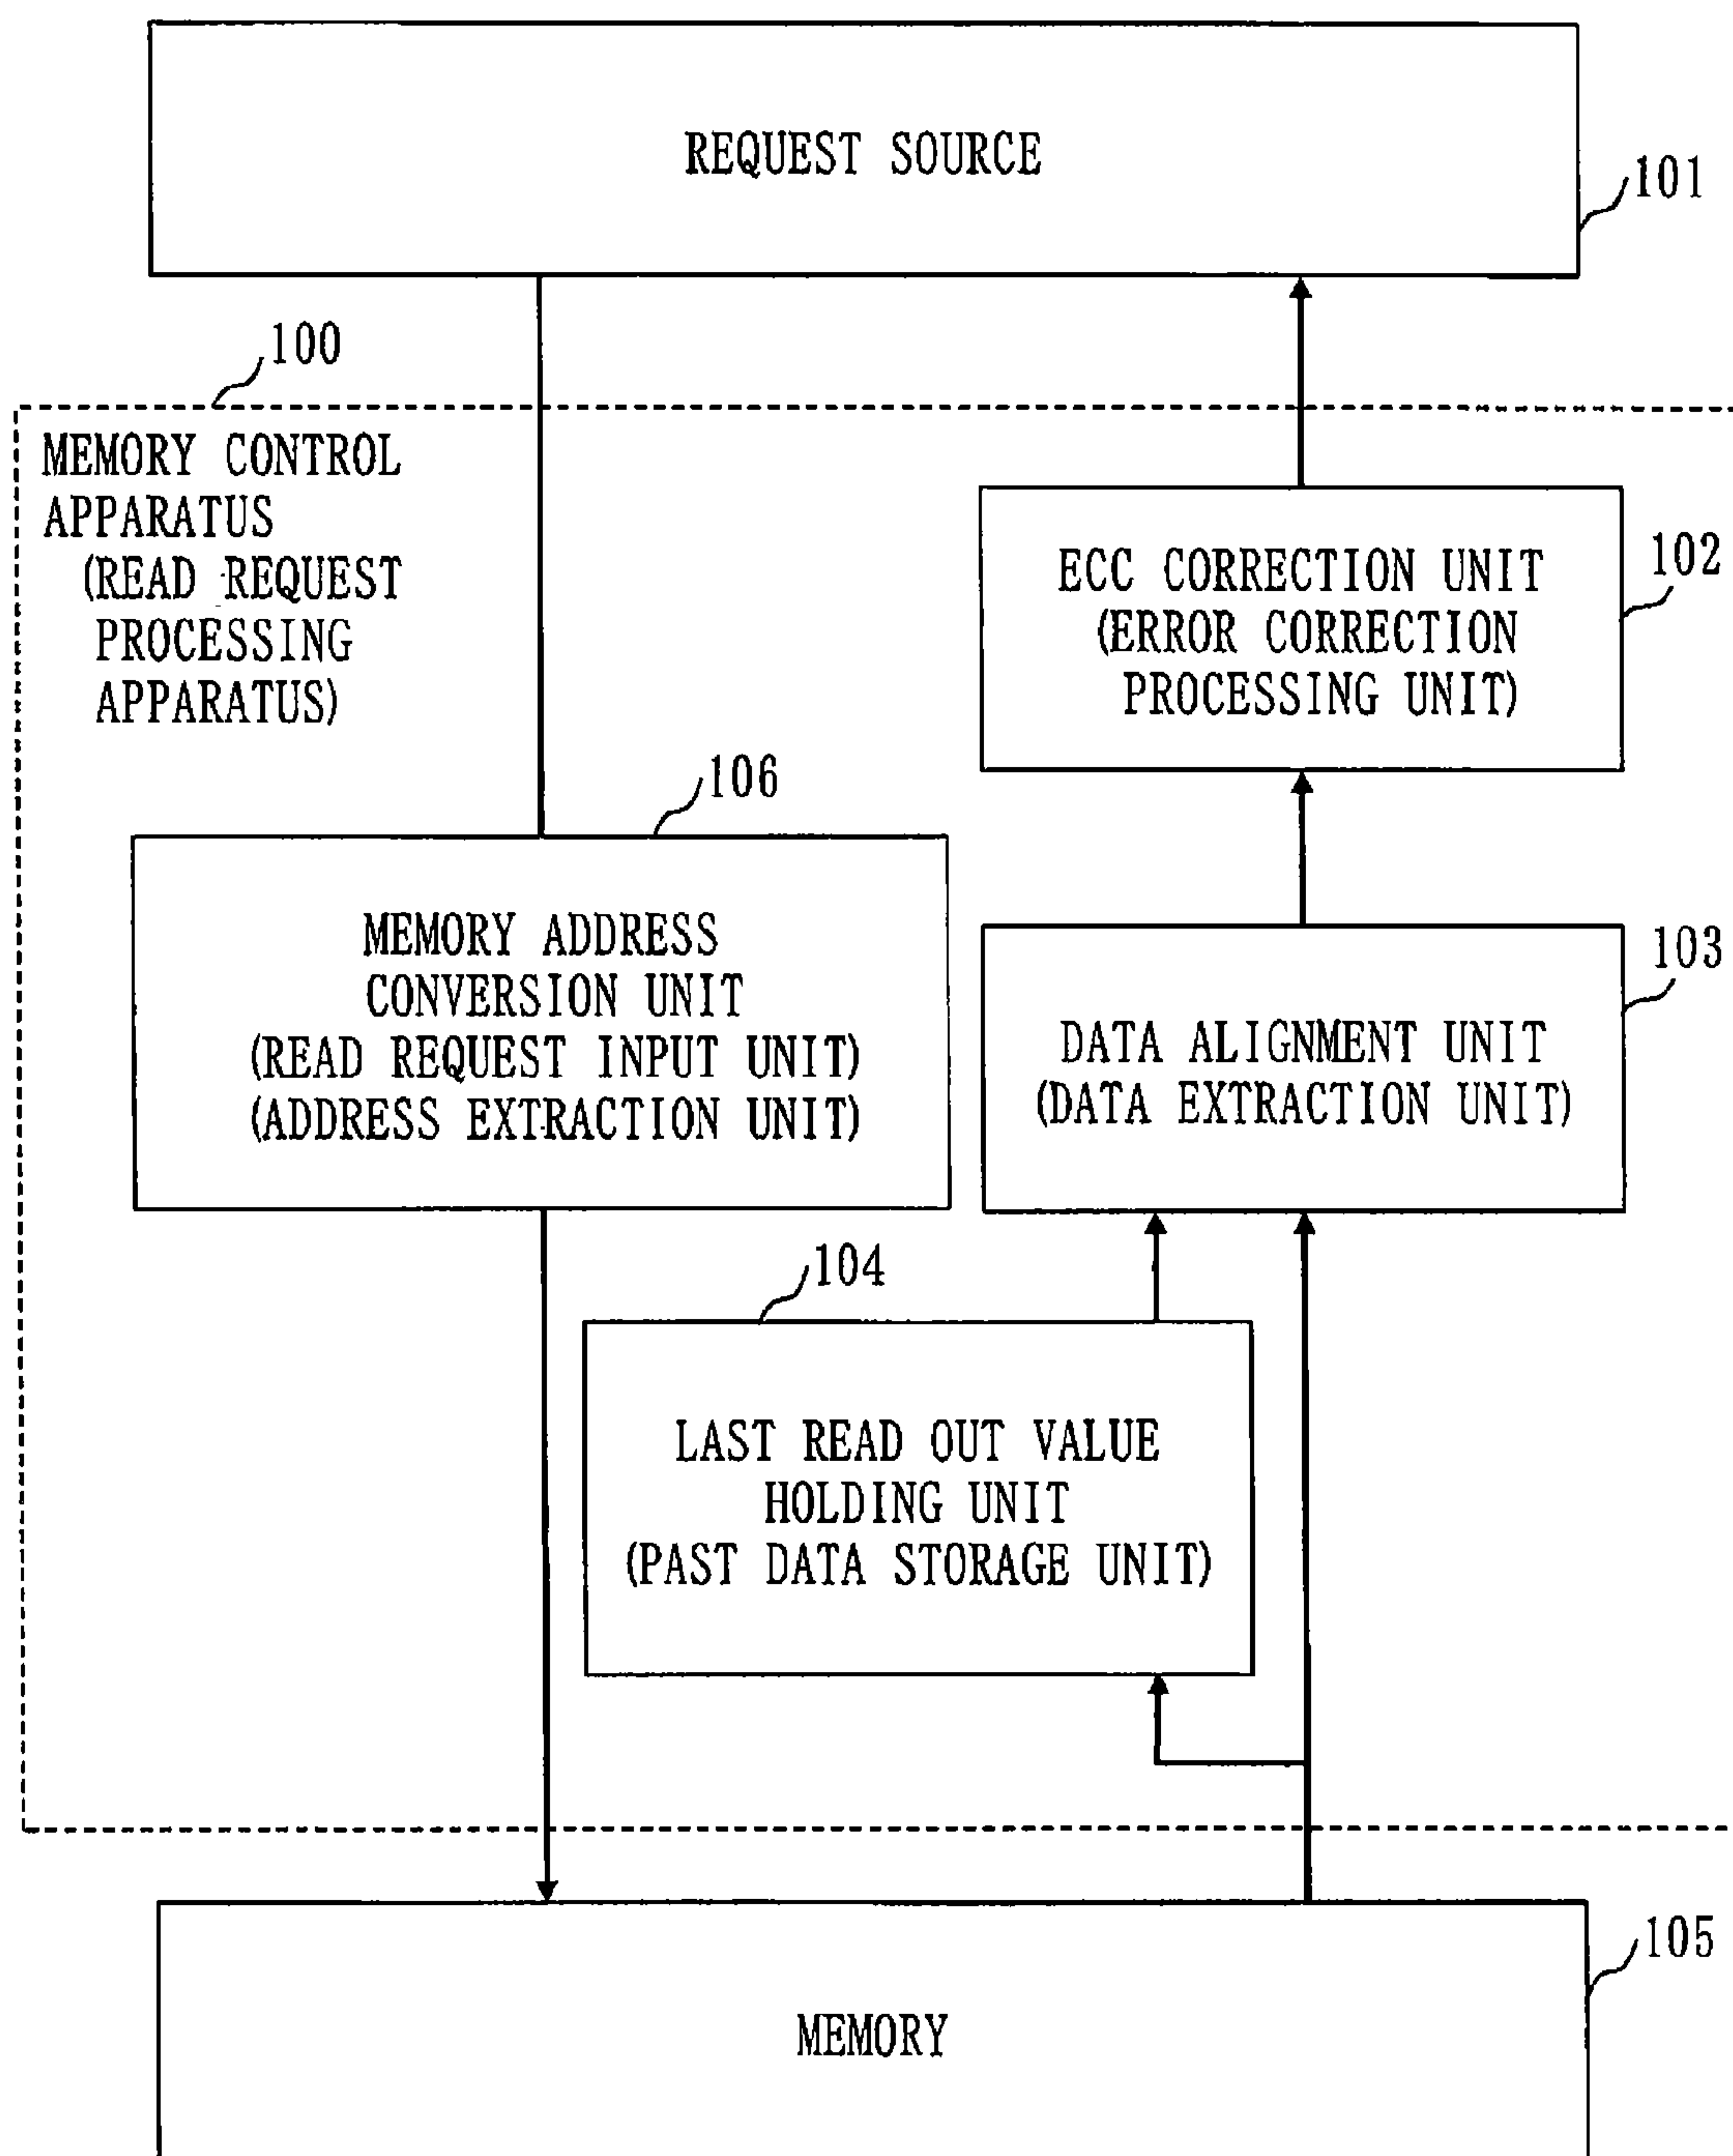 REQUEST SOURCE
101
100
MEMORY CONTROL
APPARATUS
(READ REQUEST
PROCESSING
APPARATUS)
ECC CORRECTION UNIT
(ERROR CORRECTION
PROCESSING UNIT)
102
106
MEMORY ADDRESS
CONVERSION UNIT
(READ REQUEST INPUT UNIT)
(ADDRESS EXTRACTION UNIT)
103
DATA ALIGNMENT UNIT
(DATA EXTRACTION UNIT)
104
LAST READ OUT VALUE
HOLDING UNIT
(PAST DATA STORAGE UNIT)
105
MEMORY